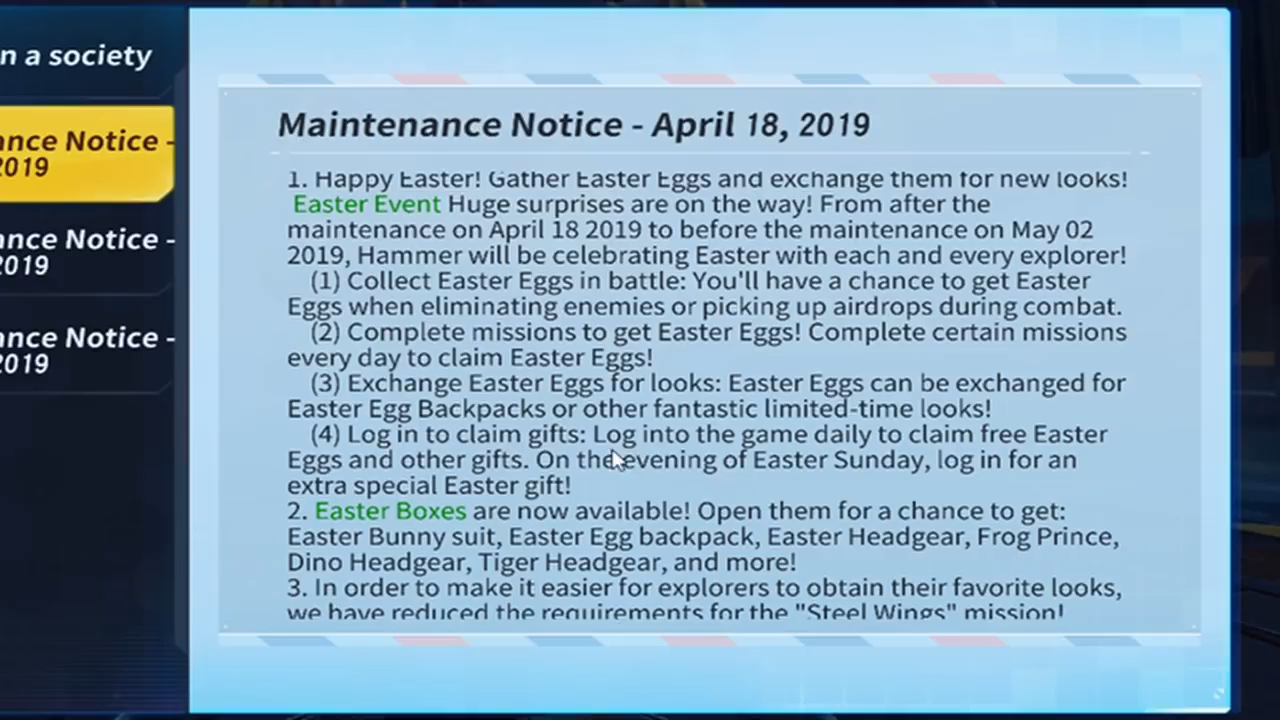 n a society
ance Notice -
2019
ance Notice -
2019
ance Notice -
2019
Maintenance Notice - April 18, 2019
1. Happy Easter! Gather Easter Eggs and exchange them for new looks!
Easter Event Huge surprises are on the way! From after the
maintenance on April 18 2019 to before the maintenance on May 02
2019, Hammer will be celebrating Easter with each and every explorer!
(1) Collect Easter Eggs in battle: You'll have a chance to get Easter
Eggs when eliminating enemies or picking up airdrops during combat.
(2) Complete missions to get Easter Eggs! Complete certain missions
every day to claim Easter Eggs!
(3) Exchange Easter Eggs for looks: Easter Eggs can be exchanged for
Easter Egg Backpacks or other fantastic limited-time looks!
(4) Log in to claim gifts: Log into the game daily to claim free Easter
Eggs and other gifts. On the evening of Easter Sunday, log in for an
extra special Easter gift!
2. Easter Boxes are now available! Open them for a chance to get:
Easter Bunny suit, Easter Egg backpack, Easter Headgear, Frog Prince,
Dino Headgear, Tiger Headgear, and more!
3. In order to make it easier for explorers to obtain their favorite looks,
we have reduced the requirements for the "Steel Wings" mission!